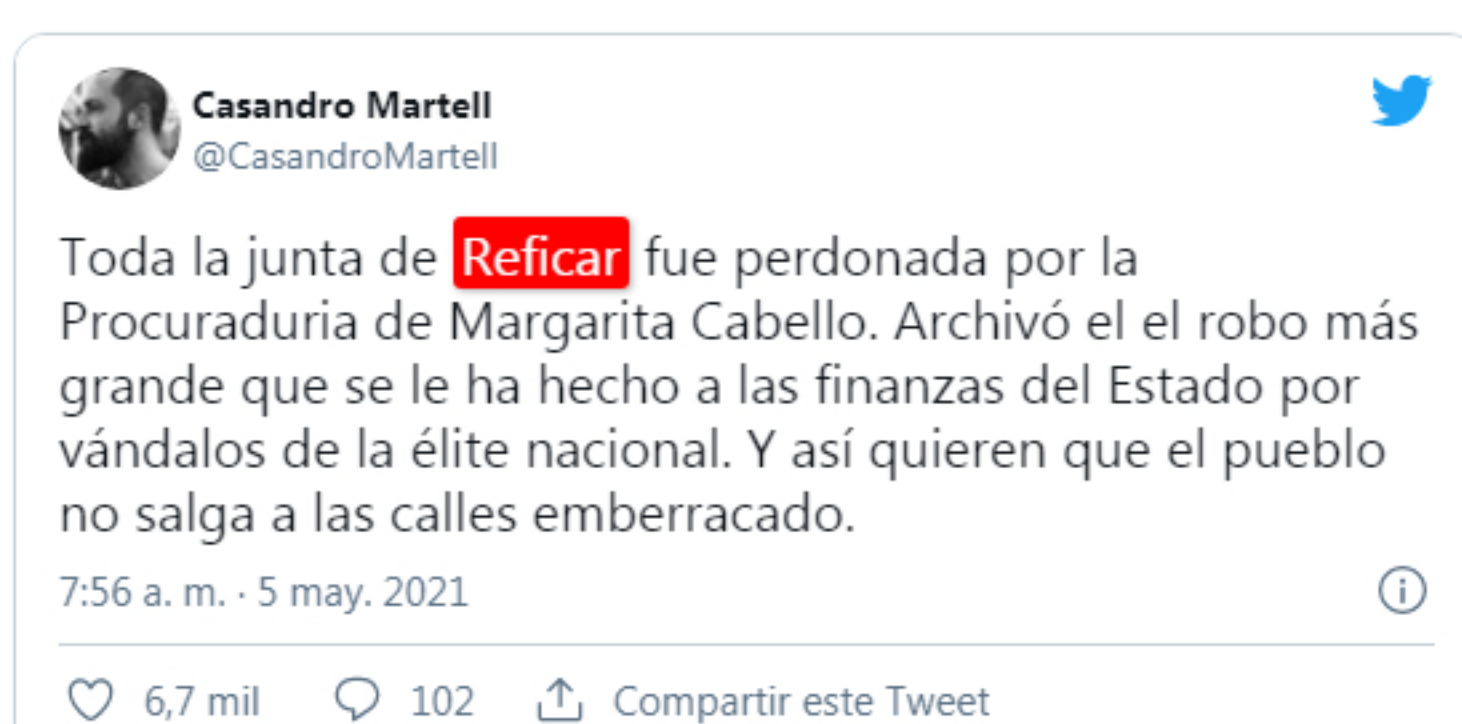 Casandro Martell
@CasandroMartell
Toda la junta de Reficar fue perdonada por la
Procuraduria de Margarita Cabello. Archivó el el robo más
grande que se le ha hecho a las finanzas del Estado por
vándalos de la élite nacional. Y así quieren que el pueblo
no salga a las calles emberracado.
7:56 a. m. · 5 may. 2021
6,7 mil 102 Compartir este Tweet